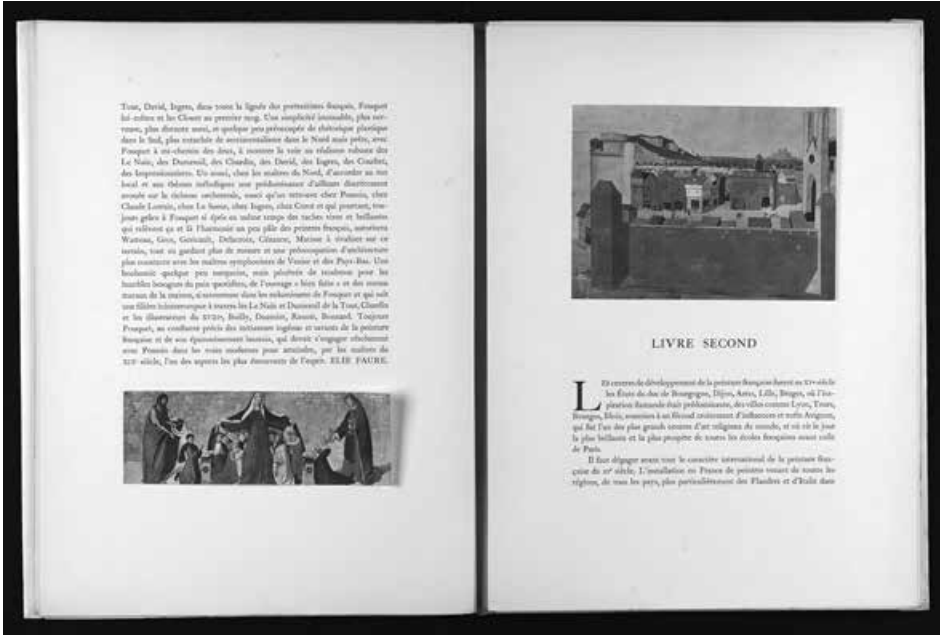 Tour, David, Ingres, dans toute la lignée des portraitistes français, Fouquet
lui-même et les Clouet au premier rang. Une simplicité immuable, plus ner-
veuse, plus distante aussi, et quelque peu préoccupée de rhétorique plastique
dans le Sud, plus entachée de sentimentalisme dans le Nord mais prête, avec
Fouquet à mi-chemin des deux, à montrer la voie au réalisme robuste des
Le Nain, des Dumesnil, des Chardin, des David, des Ingres, des Courbet,
des Impressionnistes. Un souci, chez les maîtres du Nord, d'accorder au ton
local et aux thèmes mélodiques une prédominance d'ailleurs discrètement
avouée sur la richesse orchestrale, souci qu'on retrouve chez Poussin, chez
Claude Lorrain, chez Le Sueur, chez Ingres, chez Corot et qui pourtant, tou-
jours grâce à Fouquet si épris en même temps des taches vives et brillantes
qui relèvent çà et là l'harmonie un peu pâle des peintres français, autorisera
Watteau, Gros, Géricault, Delacroix, Cézanne, Matisse à rivaliser sur ce
terrain, tout en gardant plus de mesure et une préoccupation d'architecture
plus constante avec les maîtres symphonistes de Venise et des Pays-Bas. Une
bonhomie quelque peu narquoise, mais pénétrée de tendresse pour les
humbles besognes du pain quotidien, de l'ouvrage « bien faite » et des menus
travaux de la maison, si savoureuse dans les enluminures de Fouquet et qui suit
une filière ininterrompue à travers les Le Nain et Dumesnil de la Tour, Chardin
et les illustrateurs du XVIIIᵉ, Boilly, Daumier, Renoir, Bonnard. Toujours
Fouquet, au confluent précis des initiateurs ingénus et savants de la peinture
française et de son épanouissement humain, qui devait s'engager résolument
avec Poussin dans les voies modernes pour atteindre, par les maîtres du
XIXᵉ siècle, l'un des aspects les plus émouvants de l'esprit. ELIE FAURE.
LIVRE SECOND
LES centres de développement de la peinture française furent au XVᵉ siècle
les États du duc de Bourgogne, Dijon, Arras, Lille, Bruges, où l'ins-
piration flamande était prédominante, des villes comme Lyon, Tours,
Bourges, Blois, soumises à un fécond croisement d'influences et enfin Avignon,
qui fut l'un des plus grands centres d'art religieux du monde, et où vit le jour
la plus brillante et la plus prospère de toutes les écoles françaises avant celle
de Paris.
Il faut dégager avant tout le caractère international de la peinture fran-
çaise du XVᵉ siècle. L'installation en France de peintres venant de toutes les
régions, de tous les pays, plus particulièrement des Flandres et d'Italie dans